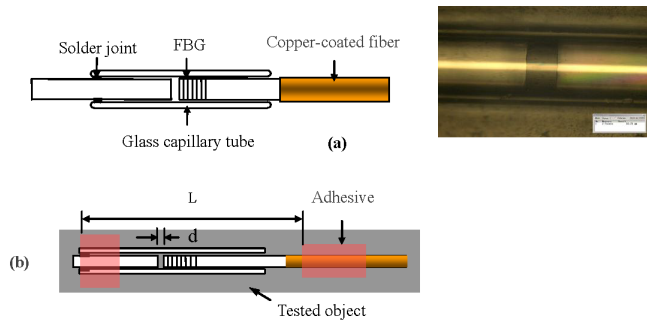 Solder joint
FBG
Copper-coated fiber
Glass capillary tube
(a)
L
Adhesive
d
(b)
Tested object